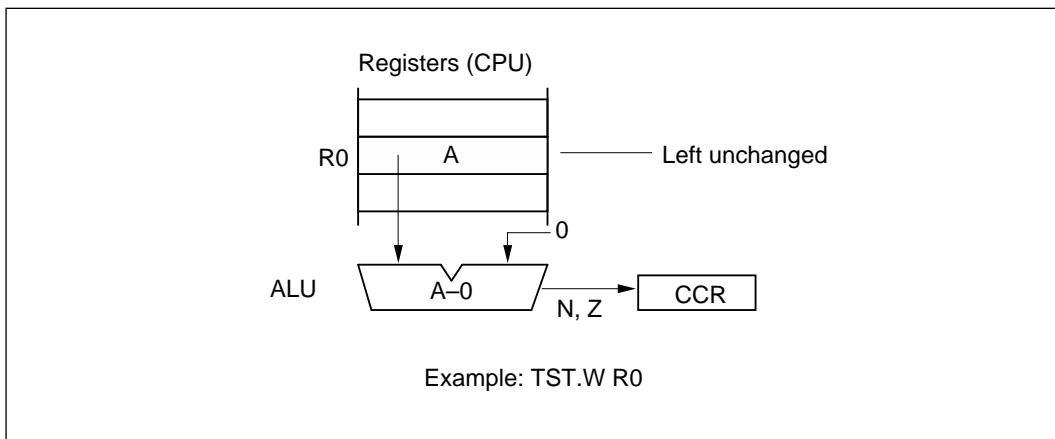 Registers (CPU)
R0 A Left unchanged
0
ALU A–0 CCR
N, Z
Example: TST.W R0